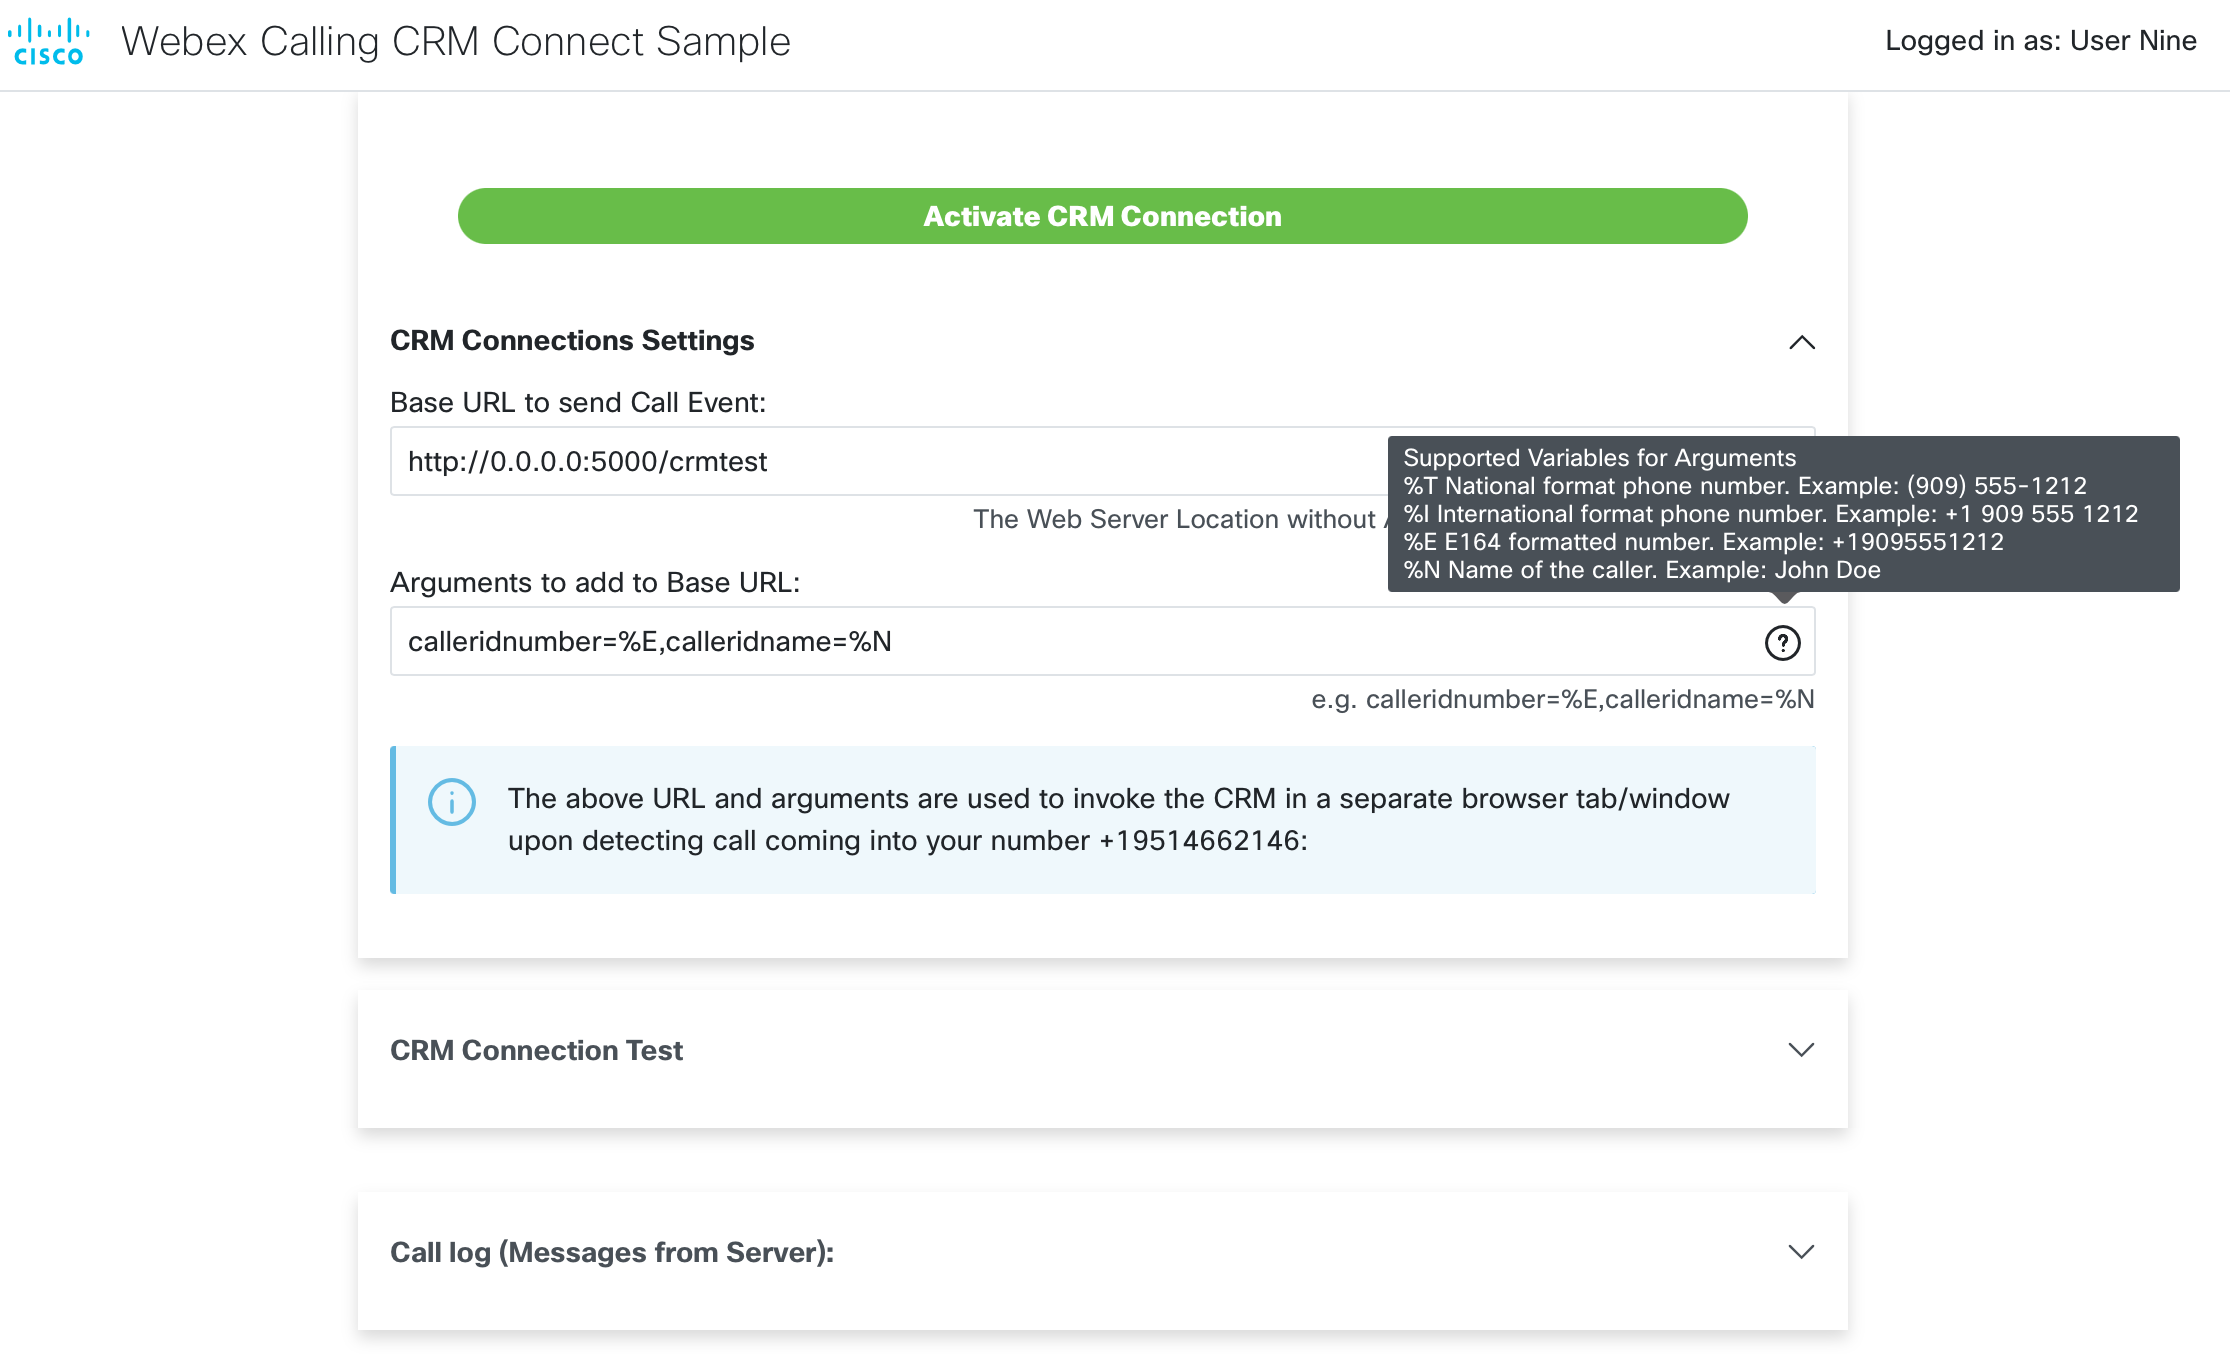 CISCO
Webex Calling CRM Connect Sample
Logged in as: User Nine
Activate CRM Connection
CRM Connections Settings
Base URL to send Call Event:
http://0.0.0.0:5000/crmtest
The Web Server Location without
Supported Variables for Arguments
%T National format phone number. Example: (909) 555-1212
%I International format phone number. Example: +1 909 555 1212
%E E164 formatted number. Example: +19095551212
%N Name of the caller. Example: John Doe
Arguments to add to Base URL:
calleridnumber=%E,calleridname=%N
e.g. calleridnumber=%E,calleridname=%N
The above URL and arguments are used to invoke the CRM in a separate browser tab/window
upon detecting call coming into your number +19514662146:
CRM Connection Test
Call log (Messages from Server):